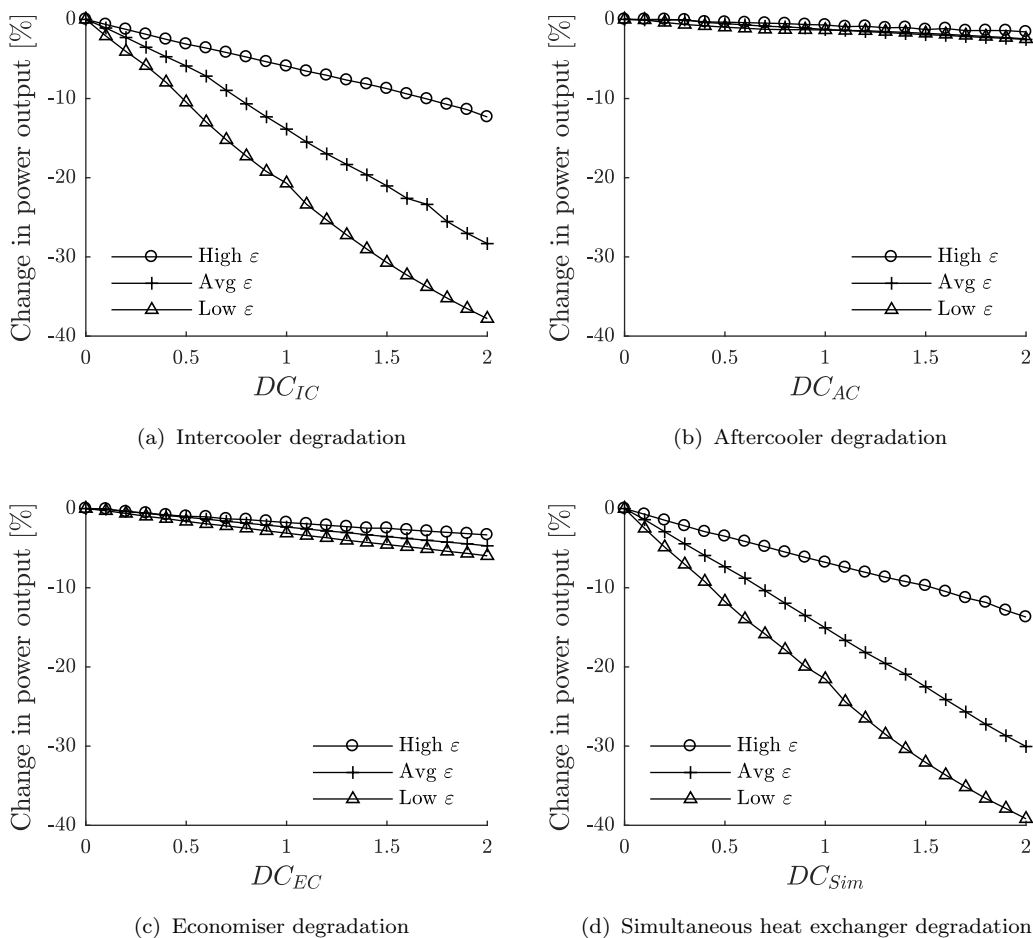 0
-10
-20
-30
-40
Change in power output [%]
High ε
Avg ε
Low ε
0 0.5 1 1.5 2
DC_IC
(a) Intercooler degradation
0
-10
-20
-30
-40
Change in power output [%]
High ε
Avg ε
Low ε
0 0.5 1 1.5 2
DC_AC
(b) Aftercooler degradation
0
-10
-20
-30
-40
Change in power output [%]
High ε
Avg ε
Low ε
0 0.5 1 1.5 2
DC_EC
(c) Economiser degradation
0
-10
-20
-30
-40
Change in power output [%]
High ε
Avg ε
Low ε
0 0.5 1 1.5 2
DC_Sim
(d) Simultaneous heat exchanger degradation